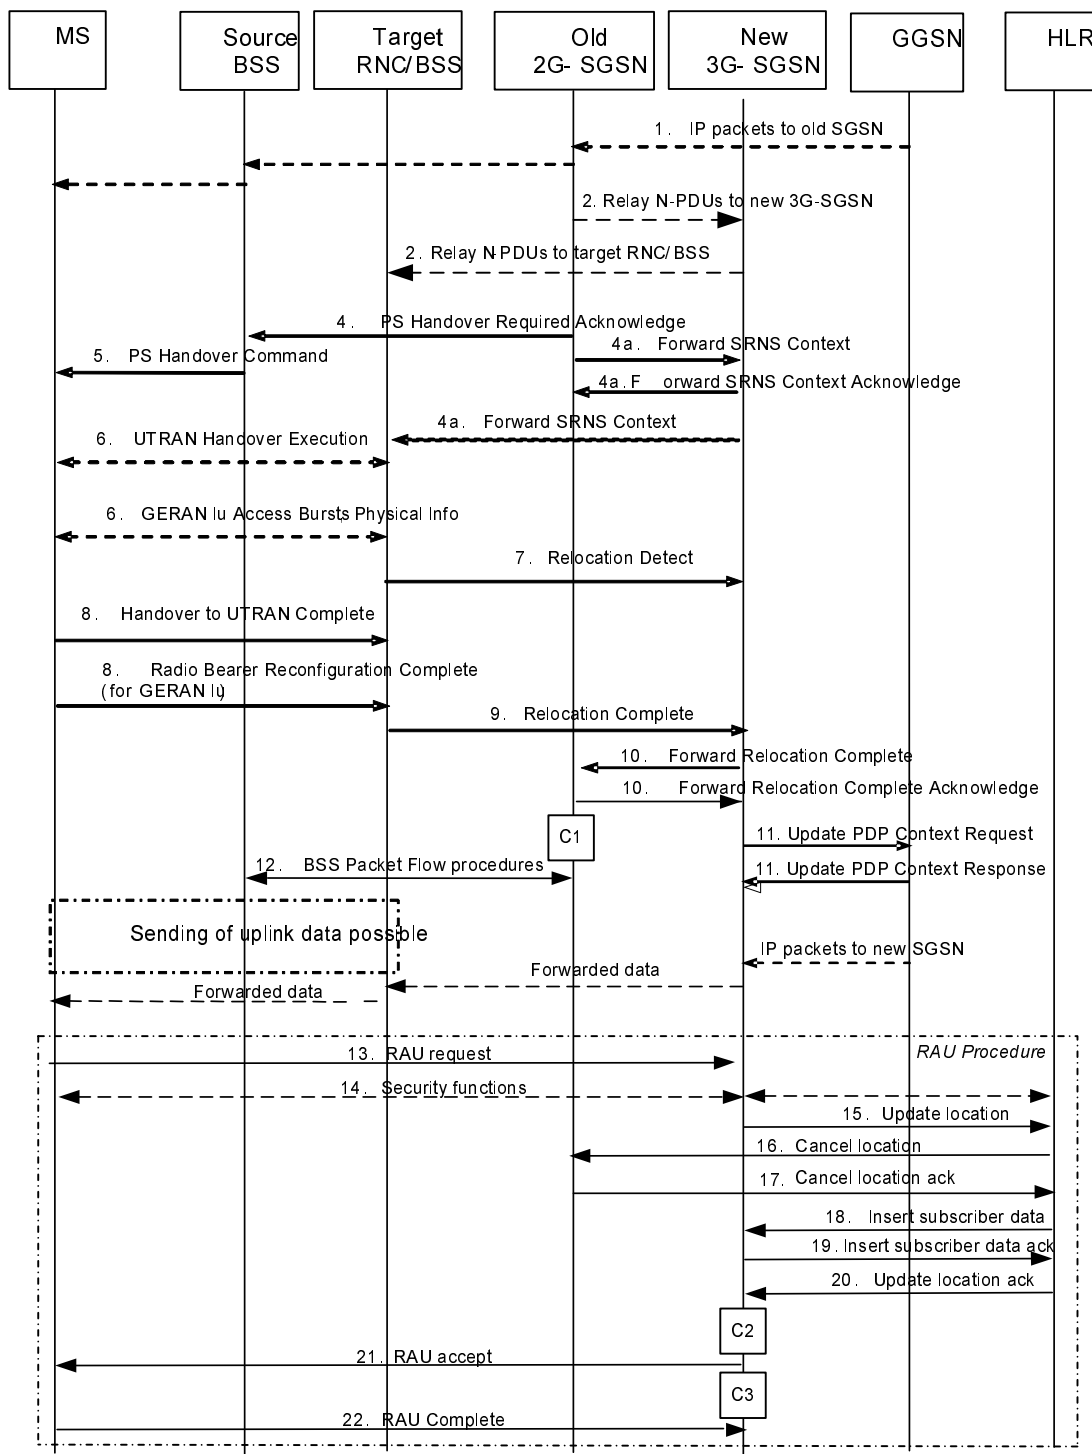 MS
Source
BSS
Target
RNC/BSS
Old
2G- SGSN
New
3G- SGSN
GGSN
HLR
1. IP packets to old SGSN
2. Relay N-PDUs to new 3G-SGSN
2. Relay N-PDUs to target RNC/BSS
4. PS Handover Required Acknowledge
4a. Forward SRNS Context
5. PS Handover Command
4a. F orward SRNS Context Acknowledge
4a. Forward SRNS Context
6. UTRAN Handover Execution
6. GERAN Iu Access Bursts, Physical Info
7. Relocation Detect
8. Handover to UTRAN Complete
8. Radio Bearer Reconfiguration Complete
(for GERAN Iu)
9. Relocation Complete
10. Forward Relocation Complete
10. Forward Relocation Complete Acknowledge
C1
11. Update PDP Context Request
12. BSS Packet Flow procedures
11. Update PDP Context Response
Sending of uplink data possible
IP packets to new SGSN
Forwarded data
Forwarded data
RAU Procedure
13. RAU request
14. Security functions
15. Update location
16. Cancel location
17. Cancel location ack
18. Insert subscriber data
19. Insert subscriber data ack
20. Update location ack
C2
21. RAU accept
C3
22. RAU Complete